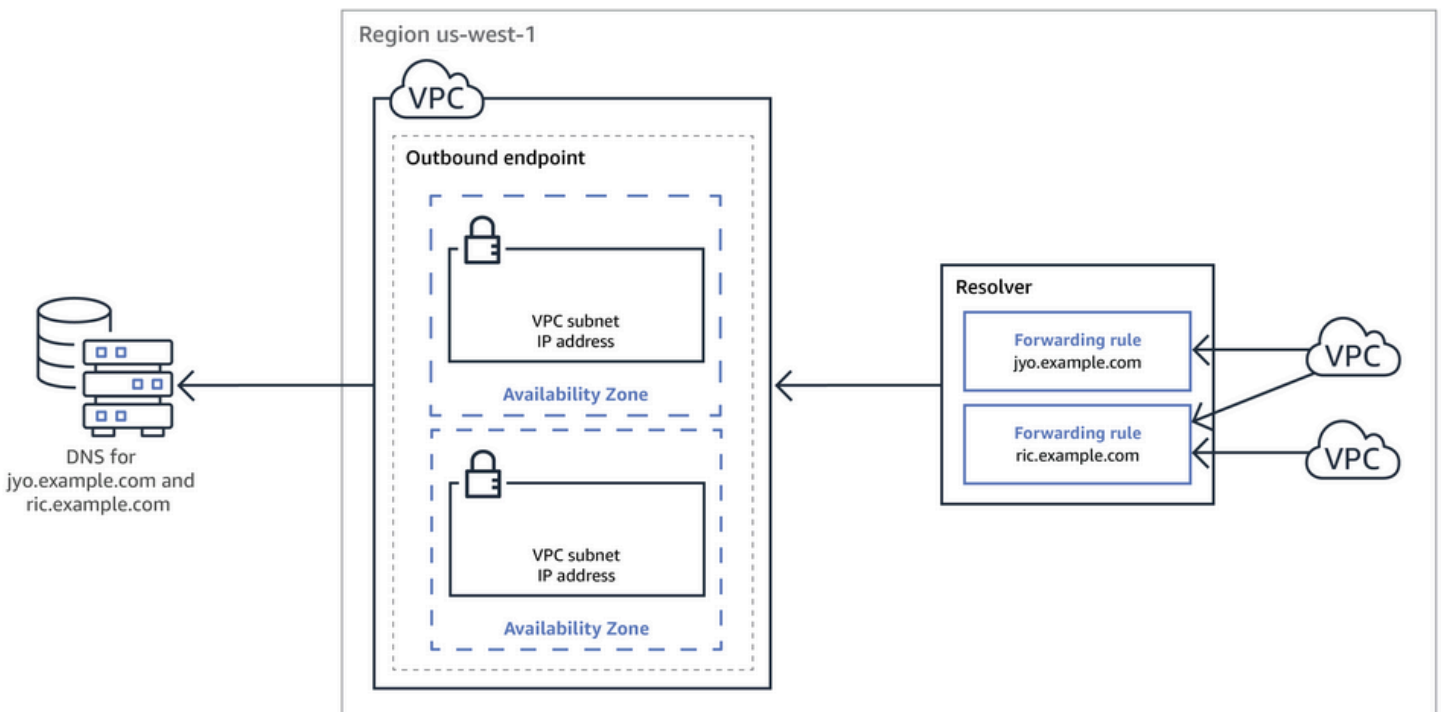 Region us-west-1
VPC
Outbound endpoint
VPC subnet
IP address
Availability Zone
VPC subnet
IP address
Availability Zone
DNS for
jyo.example.com and
ric.example.com
Resolver
Forwarding rule
jyo.example.com
Forwarding rule
ric.example.com
VPC
VPC